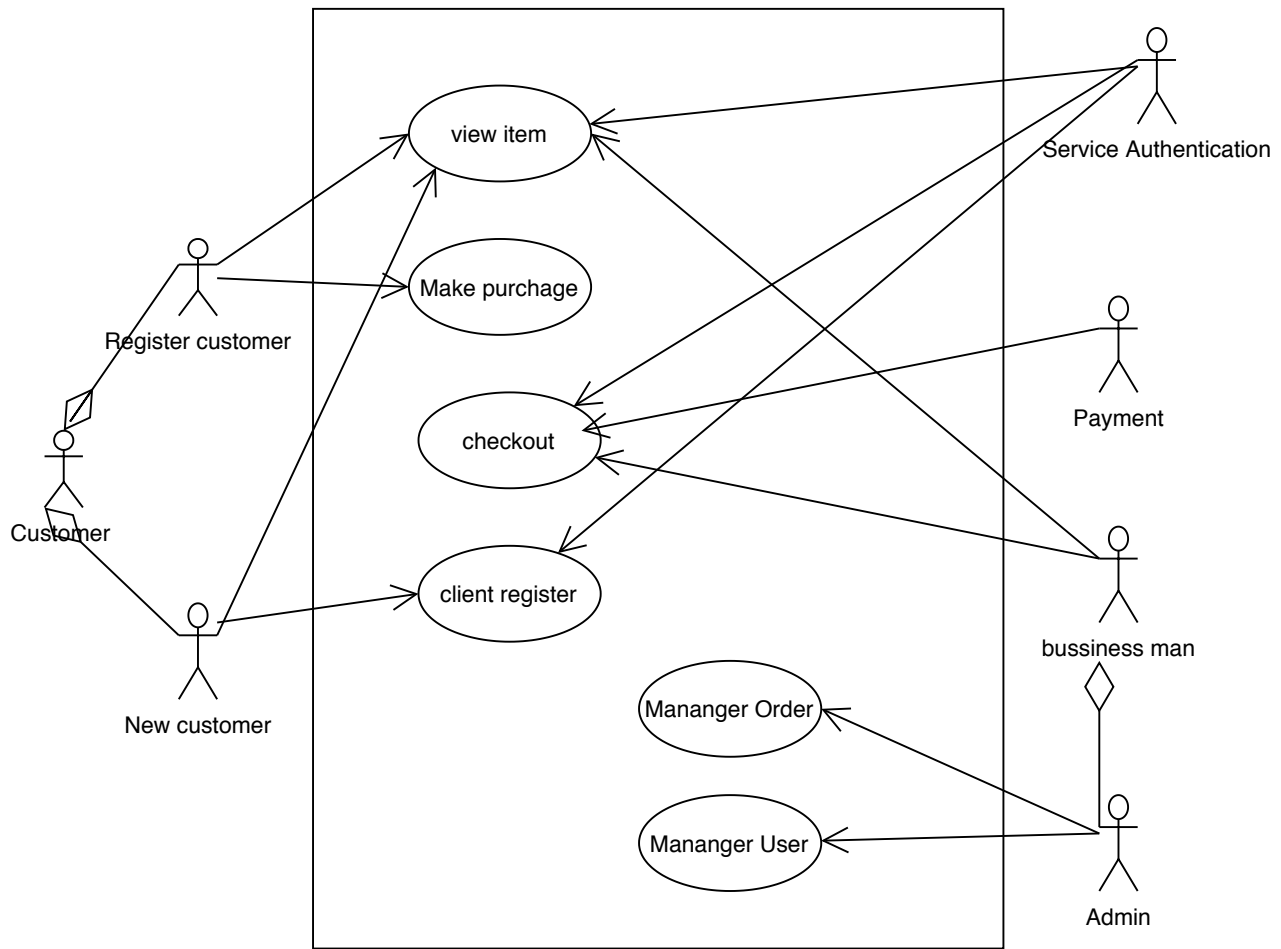 view item
Service Authentication
Make purchage
Register customer
Payment
checkout
Customer
client register
bussiness man
Mananger Order
New customer
Mananger User
Admin